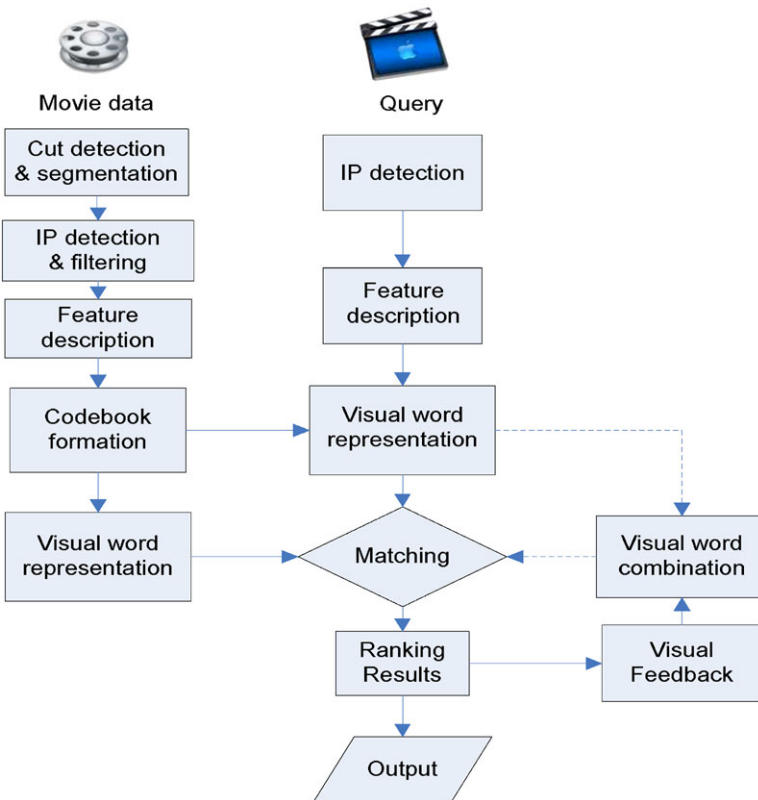 Movie data
Query
Cut detection
& segmentation
IP detection
IP detection
& filtering
Feature
description
Feature
description
Codebook
formation
Visual word
representation
Visual word
representation
Matching
Visual word
combination
Ranking
Results
Visual
Feedback
Output